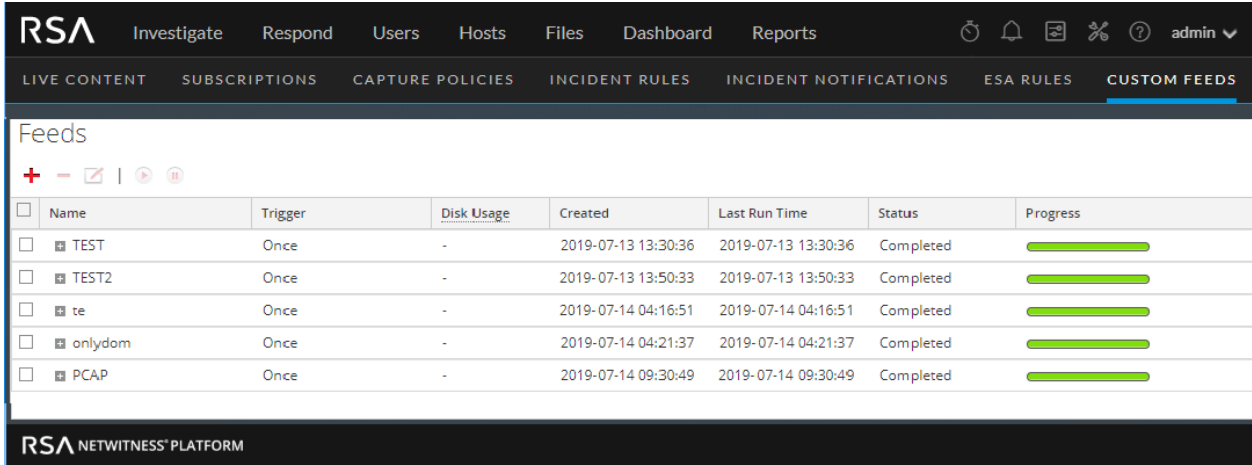 RSA Investigate Respond Users Hosts Files Dashboard Reports admin
LIVE CONTENT SUBSCRIPTIONS CAPTURE POLICIES INCIDENT RULES INCIDENT NOTIFICATIONS ESA RULES CUSTOM FEEDS
Feeds
Name Trigger Disk Usage Created Last Run Time Status Progress
TEST Once - 2019-07-13 13:30:36 2019-07-13 13:30:36 Completed
TEST2 Once - 2019-07-13 13:50:33 2019-07-13 13:50:33 Completed
te Once - 2019-07-14 04:16:51 2019-07-14 04:16:51 Completed
onlydom Once - 2019-07-14 04:21:37 2019-07-14 04:21:37 Completed
PCAP Once - 2019-07-14 09:30:49 2019-07-14 09:30:49 Completed
RSA NETWITNESS® PLATFORM